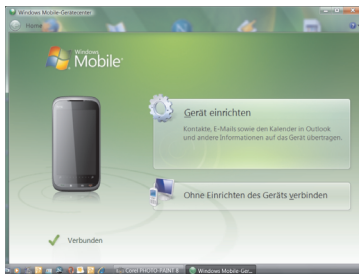 Windows Mobile-Gerätecenter
Home
Windows
Mobile
Gerät einrichten
Kontakte, E-Mails sowie den Kalender in Outlook
und andere Informationen auf das Gerät übertragen.
Ohne Einrichten des Geräts verbinden
Verbunden
Corel PHOTO-PAINT 8
Windows Mobile-Ger...